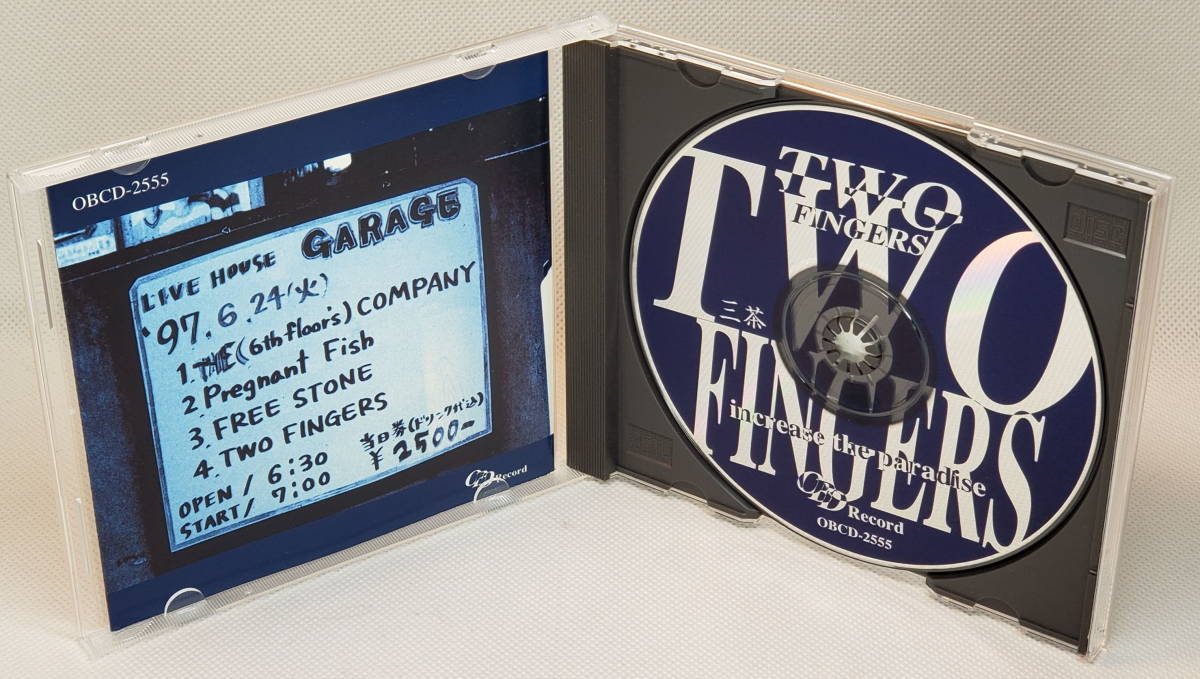 OBCD-2555
LIVE HOUSE GARAGE
'97.6.24(火)
1.THE(6th floor's)COMPANY
2.Pregnant Fish
3.FREE STONE
4.TWO FINGERS
当日券(ドリンク代込)
¥2500-
OPEN/6:30
START/7:00
Record
TWO
FINGERS
TWO
三茶
FINGERS
increase the paradise
Record
OBCD-2555